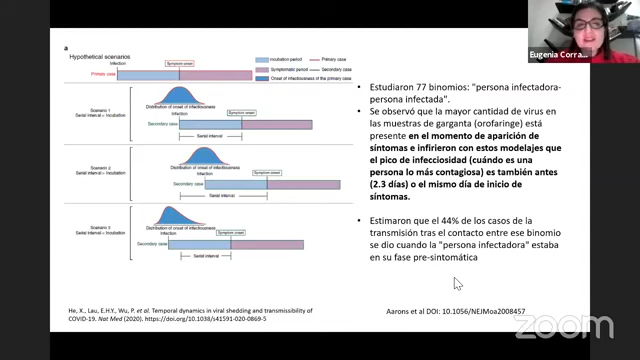 Eugenia Corra...
a
Hypothetical scenarios
Infection
Symptom onset
Primary case
Incubation period
Symptomatic period
Onset of infectiousness of the primary case
Primary case
Secondary case
Scenario 1
Serial interval = Incubation
Distribution of onset of infectiousness
Infection
Symptom onset
Secondary case
Serial interval
Scenario 2
Serial interval > Incubation
Distribution of onset of infectiousness
Infection
Symptom onset
Secondary case
Serial interval
Scenario 3
Distribution of onset of infectiousness
Infection
Symptom onset
Secondary case
Serial interval
• Estudiaron 77 binomios: "persona infectadora-
persona infectada".
• Se observó que la mayor cantidad de virus en
las muestras de garganta (orofaringe) está
presente en el momento de aparición de
síntomas e infirieron con estos modelajes que
el pico de infecciosidad (cuándo es una
persona lo más contagiosa) es también antes
(2.3 días) o el mismo día de inicio de
síntomas.
• Estimaron que el 44% de los casos de la
transmisión tras el contacto entre ese binomio
se dio cuando la "persona infectadora" estaba
en su fase pre-sintomática
He, X., Lau, E.H.Y., Wu, P. et al. Temporal dynamics in viral shedding and transmissibility of
COVID-19. Nat Med (2020). https://doi.org/10.1038/s41591-020-0869-5
Aarons et al DOI: 10.1056/NEJMoa2008457
zoom